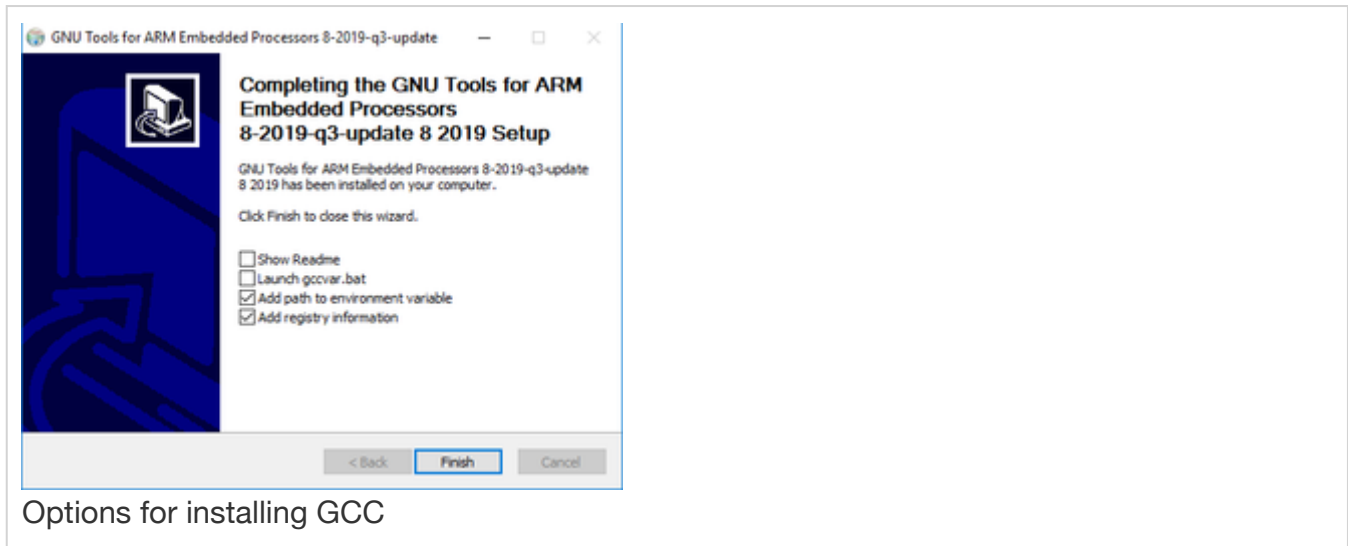 GNU Tools for ARM Embedded Processors 8-2019-q3-update
Completing the GNU Tools for ARM
Embedded Processors
8-2019-q3-update 8 2019 Setup
GNU Tools for ARM Embedded Processors 8-2019-q3-update
8 2019 has been installed on your computer.
Click Finish to close this wizard.
Show Readme
Launch gccvar.bat
Add path to environment variable
Add registry information
< Back Finish Cancel
Options for installing GCC